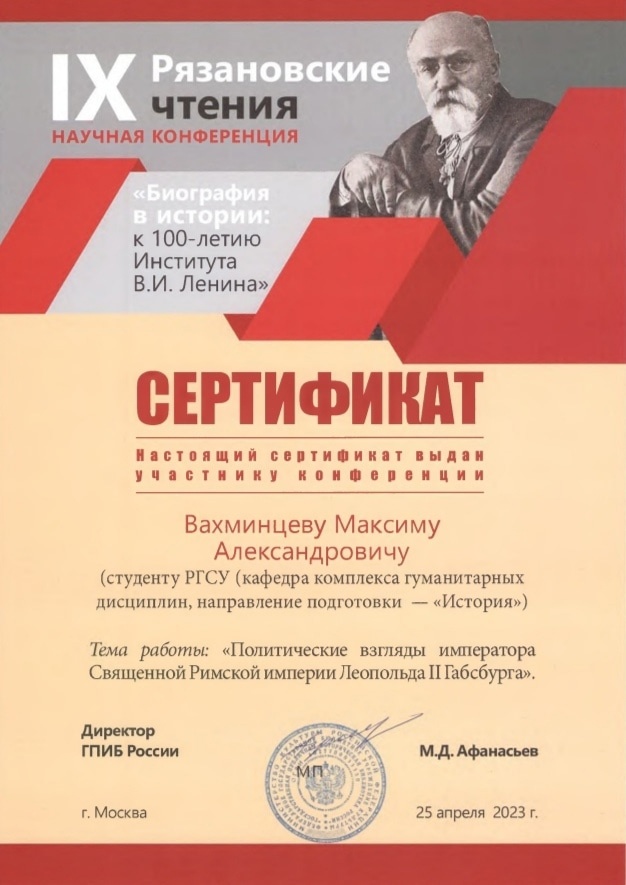 IX Рязановские
чтения
НАУЧНАЯ КОНФЕРЕНЦИЯ
«Биография
в истории:
к 100-летию
Института
В.И. Ленина»
СЕРТИФИКАТ
Настоящий сертификат выдан
участнику конференции
Вахминцеву Максиму
Александровичу
(студенту РГСУ (кафедра комплекса гуманитарных
дисциплин, направление подготовки — «История»)
Тема работы: «Политические взгляды императора
Священной Римской империи Леопольда II Габсбурга».
Директор
ГПИБ России
МП
М.Д. Афанасьев
г. Москва
25 апреля 2023 г.